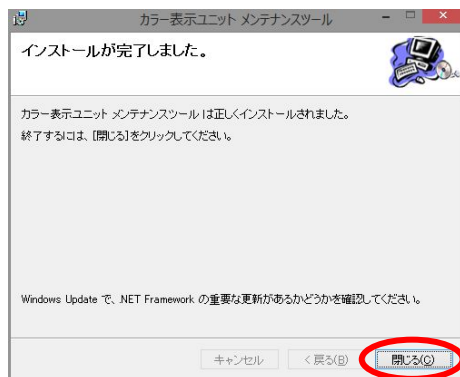 カラー表示ユニット メンテナンスツール
インストールが完了しました。
カラー表示ユニット メンテナンスツール は正しくインストールされました。
終了するには、[閉じる]をクリックしてください。
Windows Update で、.NET Framework の重要な更新があるかどうかを確認してください。
キャンセル < 戻る(B) 閉じる(C)